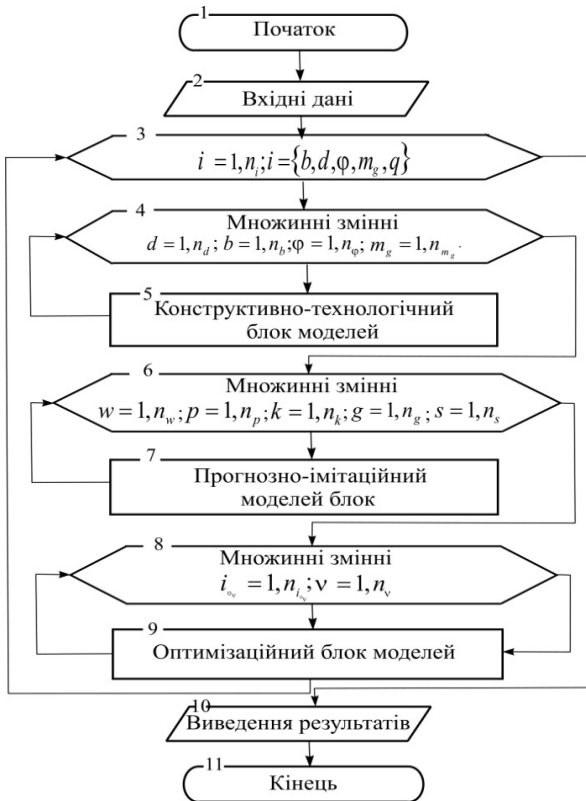 1
Початок
2
Вхідні дані
3
i = 1, n_i; i = {b, d, φ, m_g, q}
4
Множинні змінні
d = 1, n_d; b = 1, n_b; φ = 1, n_φ; m_g = 1, n_{m_g}.
5
Конструктивно-технологічний
блок моделей
6
Множинні змінні
w = 1, n_w; p = 1, n_p; k = 1, n_k; g = 1, n_g; s = 1, n_s
7
Прогнозно-імітаційний
моделей блок
8
Множинні змінні
i_{o_ν} = 1, n_{i_{o_ν}}; ν = 1, n_ν
9
Оптимізаційний блок моделей
10
Виведення результатів
11
Кінець